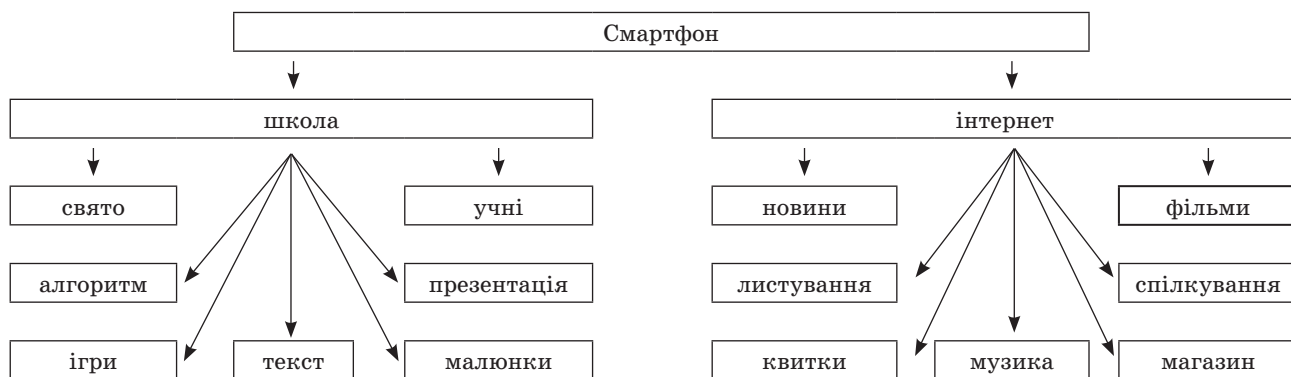 Смартфон
школа
інтернет
свято
учні
новини
фільми
алгоритм
презентація
листування
спілкування
ігри
текст
малюнки
квитки
музика
магазин